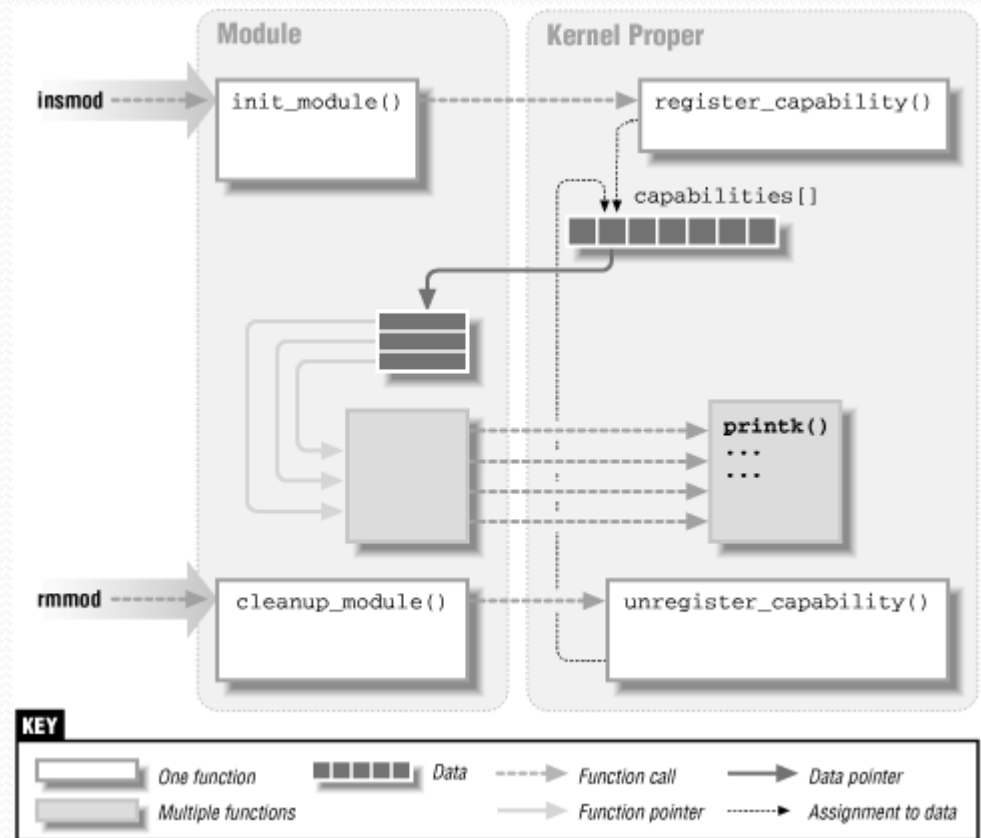 Module
Kernel Proper
insmod
init_module()
register_capability()
capabilities[]
printk()
...
...
rmmod
cleanup_module()
unregister_capability()
KEY
One function
Data
Function call
Data pointer
Multiple functions
Function pointer
Assignment to data